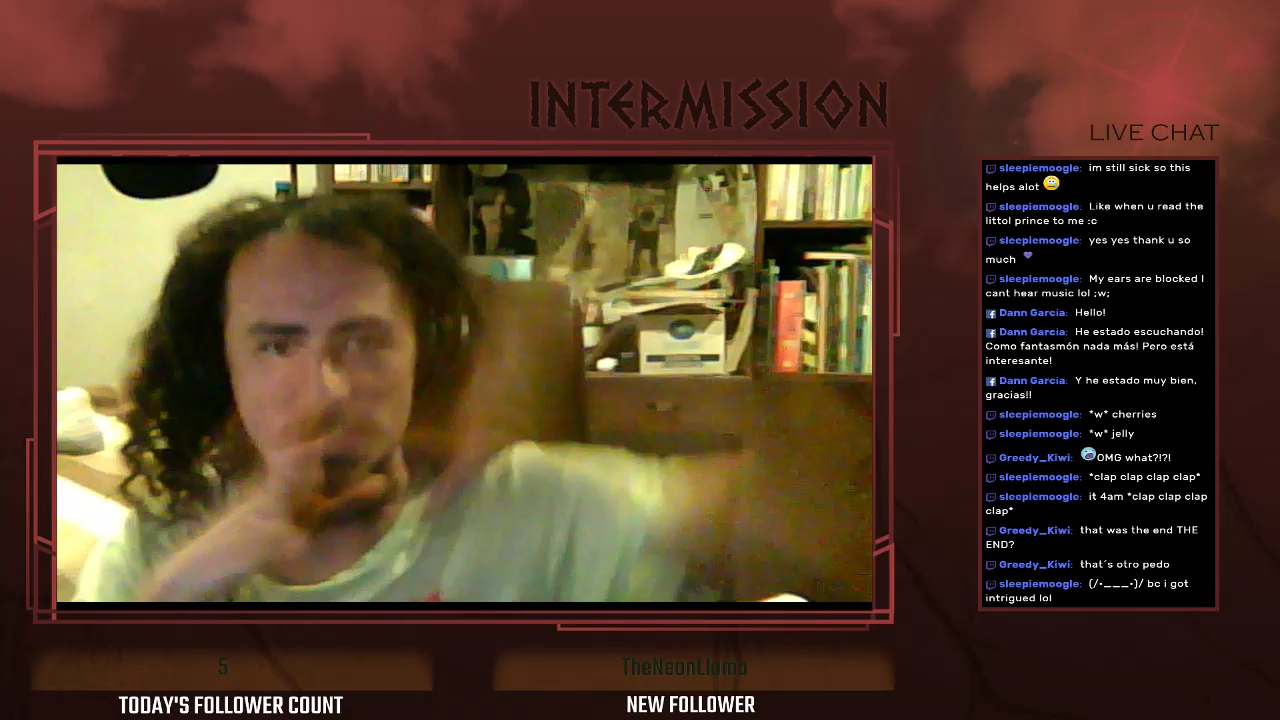 INTERMISSION
LIVE CHAT
sleepiemoogle: im still sick so this
helps alot
sleepiemoogle: Like when u read the
littol prince to me :c
sleepiemoogle: yes yes thank u so
much
sleepiemoogle: My ears are blocked I
cant hear music lol ;w;
Dann Garcia: Hello!
Dann Garcia: He estado escuchando!
Como fantasmón nada más! Pero está
interesante!
Dann Garcia: Y he estado muy bien,
gracias!!
sleepiemoogle: *w* cherries
sleepiemoogle: *w* jelly
Greedy_Kiwi: OMG what?!?!
sleepiemoogle: *clap clap clap clap*
sleepiemoogle: it 4am *clap clap clap
clap*
Greedy_Kiwi: that was the end THE
END?
Greedy_Kiwi: that´s otro pedo
sleepiemoogle: (/•___•)/ bc i got
intrigued lol
5
TODAY'S FOLLOWER COUNT
TheNeonLlama
NEW FOLLOWER